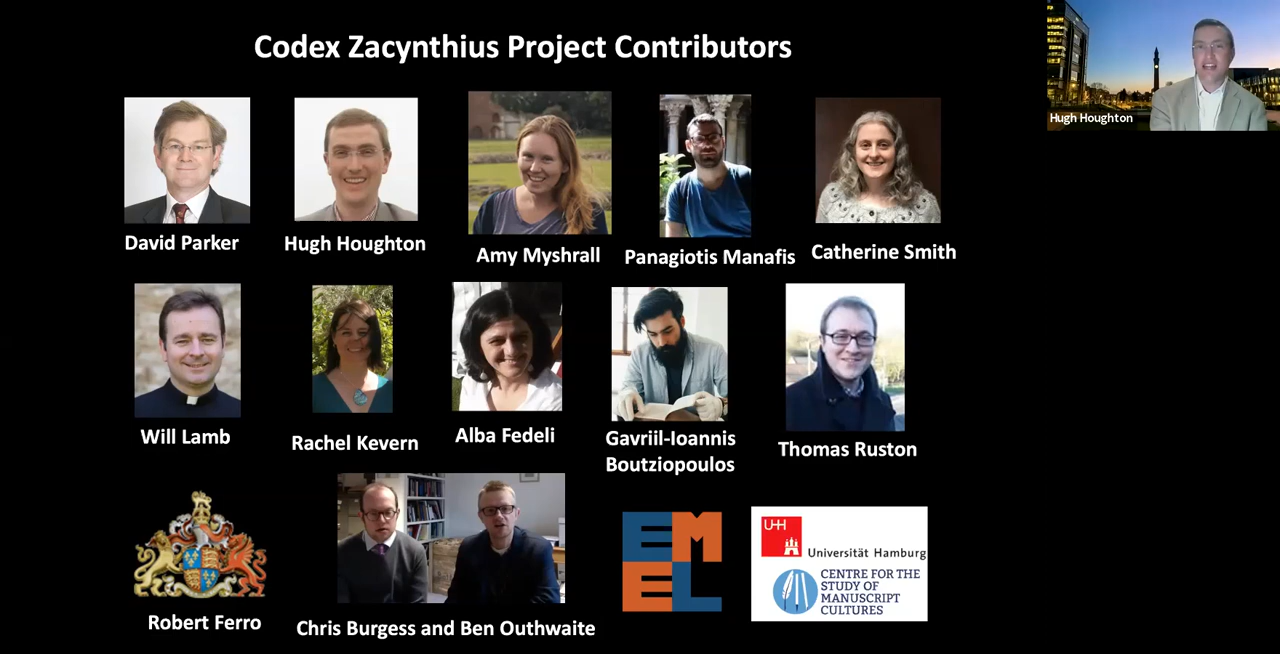 Codex Zacynthius Project Contributors
Hugh Houghton
David Parker
Hugh Houghton
Amy Myshrall
Panagiotis Manafis
Catherine Smith
Will Lamb
Rachel Kevern
Alba Fedeli
Gavriil-Ioannis
Boutziopoulos
Thomas Ruston
Robert Ferro
Chris Burgess and Ben Outhwaite
EM
EL
UHH
Universität Hamburg
CENTRE FOR THE
STUDY OF
MANUSCRIPT
CULTURES